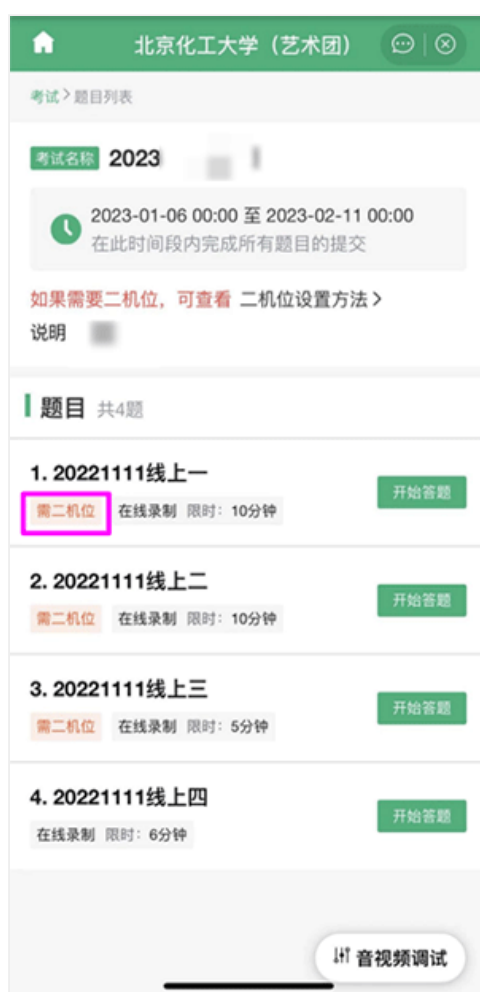 北京化工大学（艺术团）
考试>题目列表
考试名称 2023
2023-01-06 00:00 至 2023-02-11 00:00
在此时间段内完成所有题目的提交
如果需要二机位，可查看 二机位设置方法>
说明
题目 共4题
1. 20221111线上一
开始答题
需二机位 在线录制 限时：10分钟
2. 20221111线上二
开始答题
需二机位 在线录制 限时：10分钟
3. 20221111线上三
开始答题
需二机位 在线录制 限时：5分钟
4. 20221111线上四
开始答题
在线录制 限时：6分钟
音视频调试